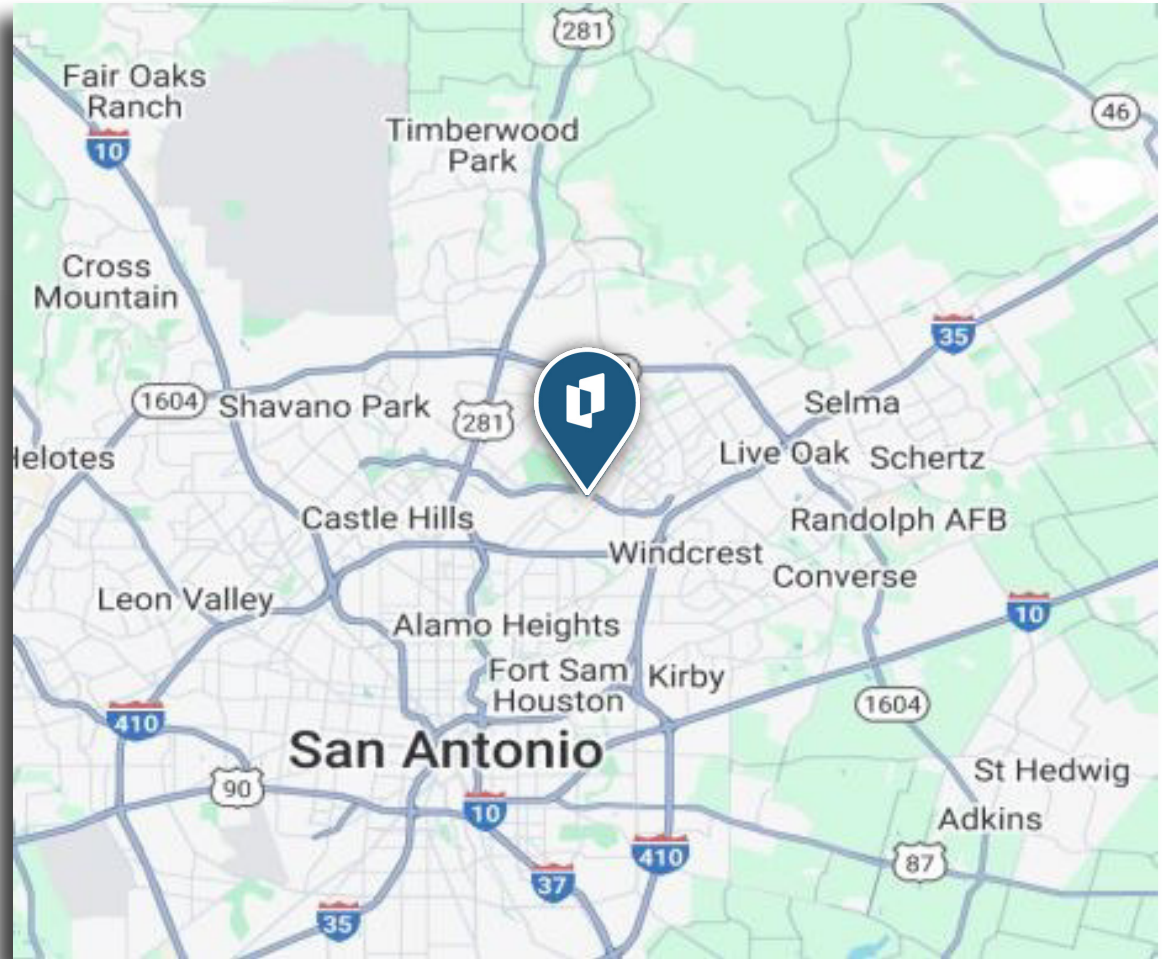 281
Fair Oaks
Ranch
46
10
Timberwood
Park
Cross
Mountain
35
1604
Shavano Park
281
Selma
Helotes
Live Oak
Schertz
Castle Hills
Randolph AFB
Windcrest
Converse
Leon Valley
10
Alamo Heights
Fort Sam
Houston
Kirby
1604
410
San Antonio
90
St Hedwig
10
Adkins
410
87
37
35